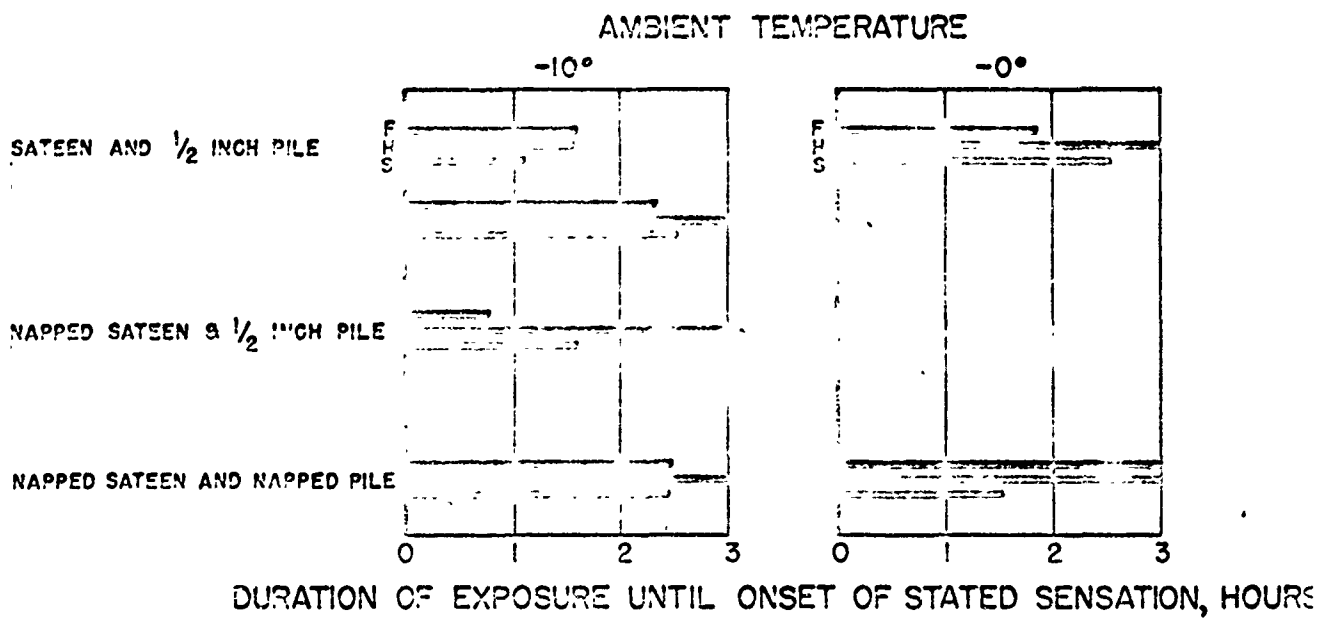 AMBIENT TEMPERATURE
-10°
-0°
SATEEN AND 1/2 INCH PILE
F
H
S
F
H
S
NAPPED SATEEN & 1/2 INCH PILE
NAPPED SATEEN AND NAPPED PILE
0 1 2 3
0 1 2 3
DURATION OF EXPOSURE UNTIL ONSET OF STATED SENSATION, HOURS